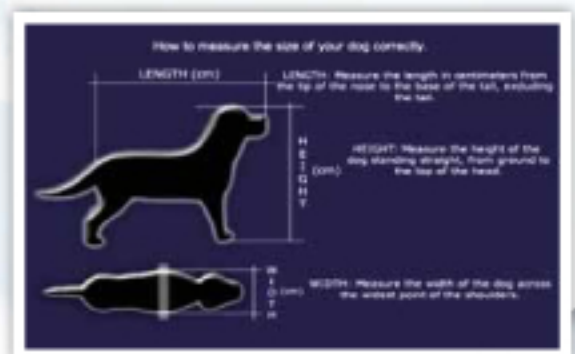 How to measure the size of your dog correctly.
LENGTH (cm)
LENGTH: Measure the length in centimeters from
the tip of the nose to the base of the tail, excluding
the tail.
HEIGHT
(cm)
HEIGHT: Measure the height of the
dog standing straight, from ground to
the top of the head.
WIDTH
(cm)
WIDTH: Measure the width of the dog across
the widest point of the shoulders.